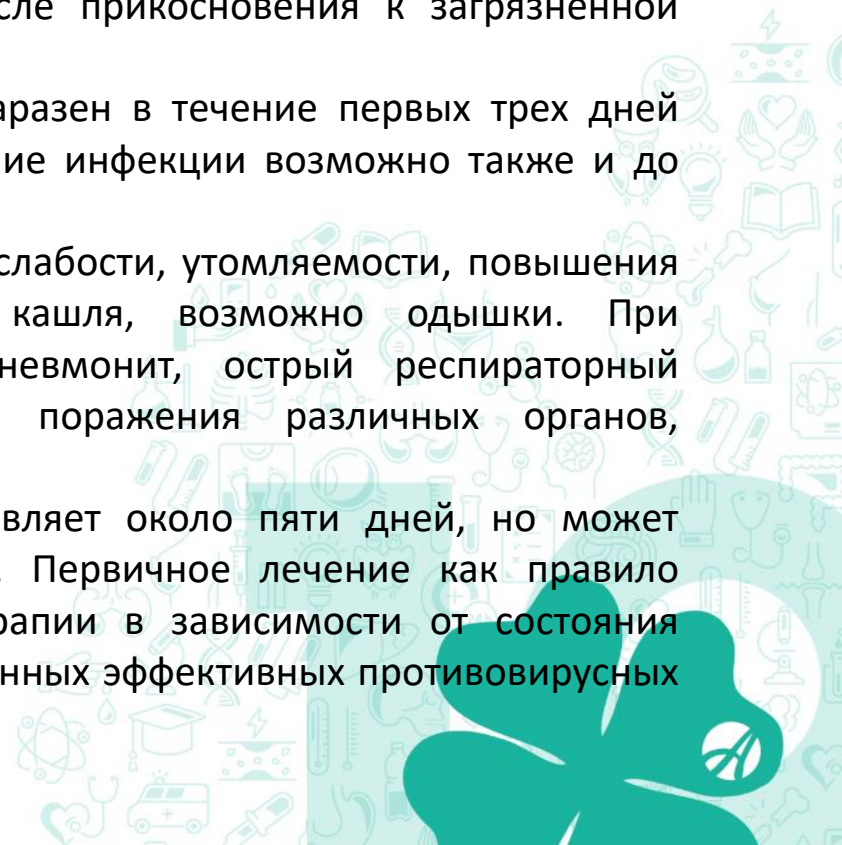 сле прикосновения к загрязненной
аразен в течение первых трех дней
ние инфекции возможно также и до
слабости, утомляемости, повышения
кашля, возможно одышки. При
невмонит, острый респираторный
поражения различных органов,
вляет около пяти дней, но может
Первичное лечение как правило
рапии в зависимости от состояния
нных эффективных противовирусных